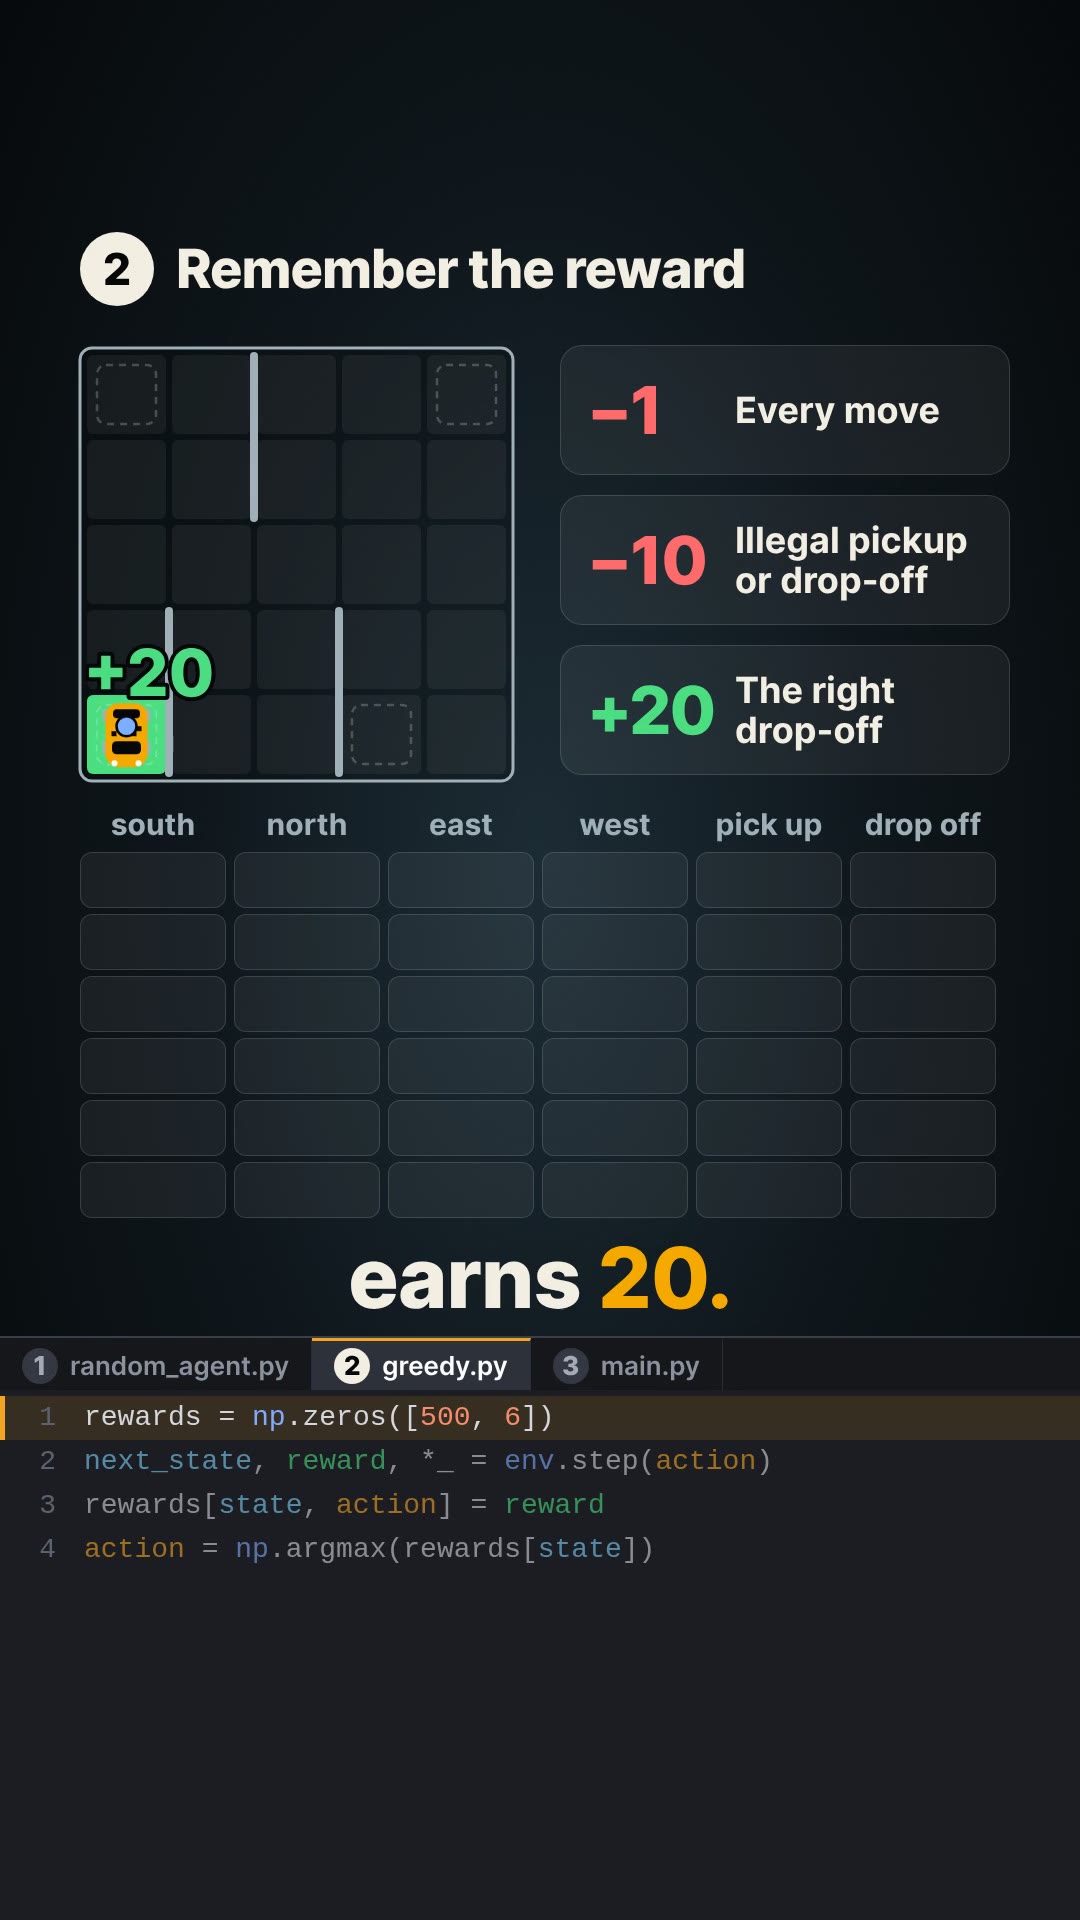 2 Remember the reward
−1 Every move
−10 Illegal pickup
or drop-off
+20
+20 The right
drop-off
south north east west pick up drop off
earns 20.
1 random_agent.py 2 greedy.py 3 main.py
1 rewards = np.zeros([500, 6])
2 next_state, reward, *_ = env.step(action)
3 rewards[state, action] = reward
4 action = np.argmax(rewards[state])